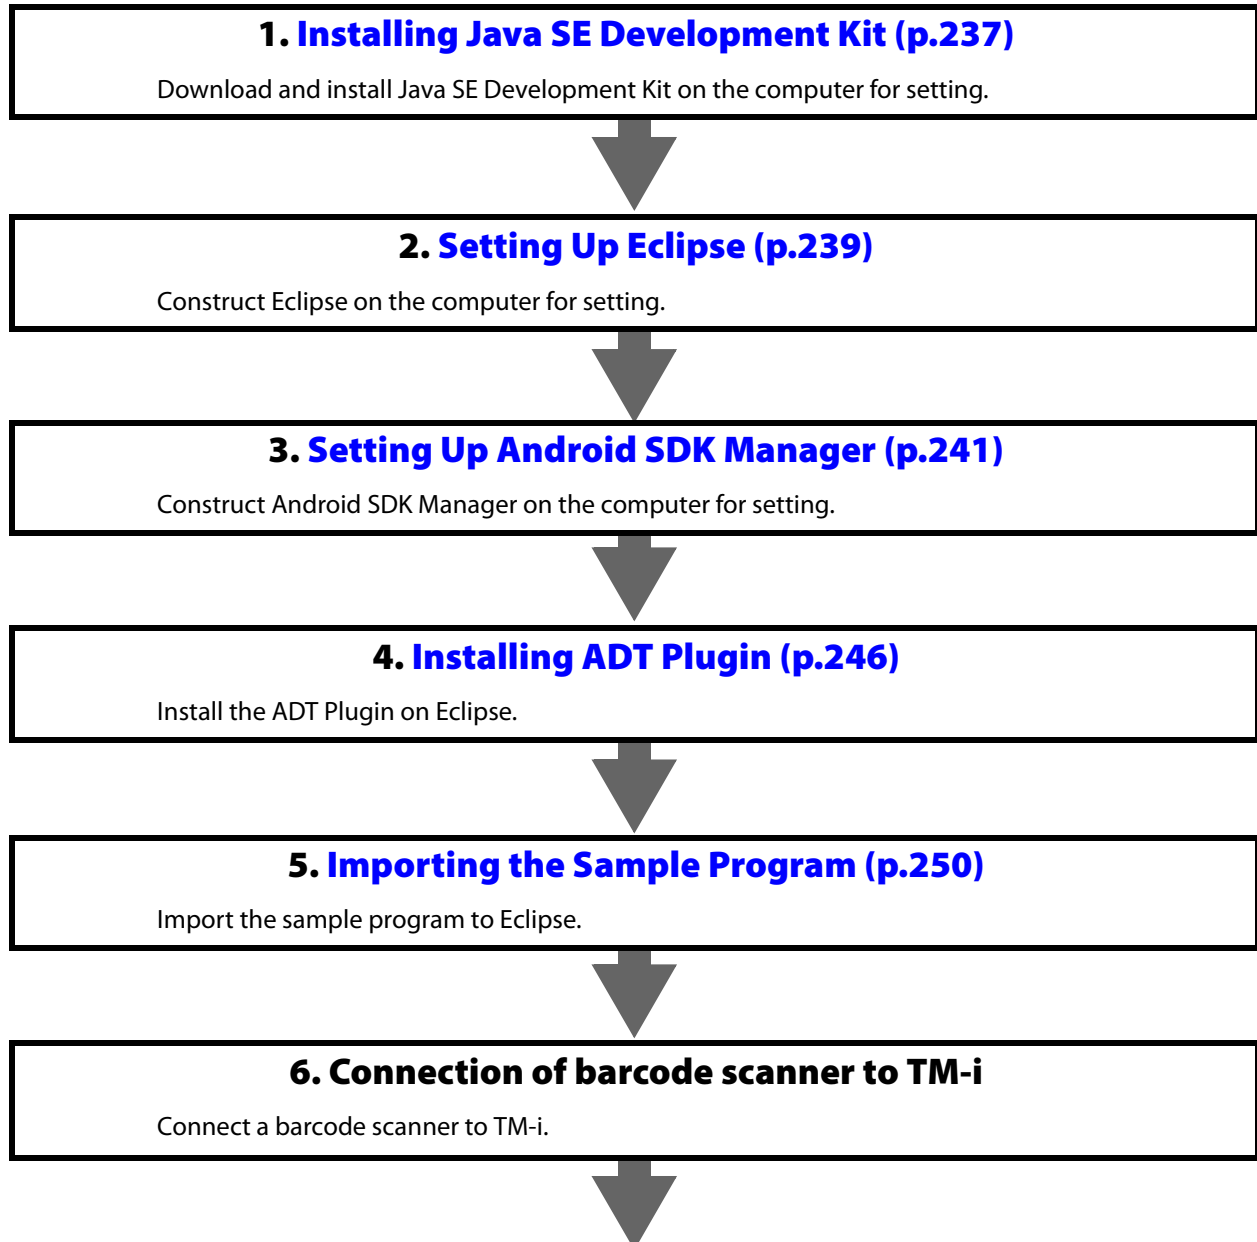 1. Installing Java SE Development Kit (p.237)
Download and install Java SE Development Kit on the computer for setting.
2. Setting Up Eclipse (p.239)
Construct Eclipse on the computer for setting.
3. Setting Up Android SDK Manager (p.241)
Construct Android SDK Manager on the computer for setting.
4. Installing ADT Plugin (p.246)
Install the ADT Plugin on Eclipse.
5. Importing the Sample Program (p.250)
Import the sample program to Eclipse.
6. Connection of barcode scanner to TM-i
Connect a barcode scanner to TM-i.